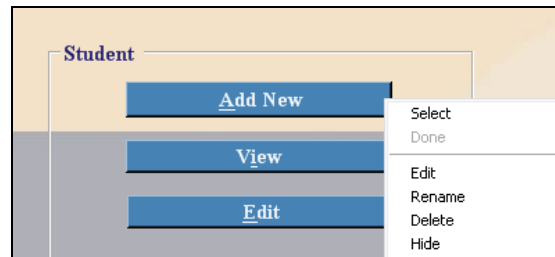 Student
Add New
View
Edit
Select
Done
Edit
Rename
Delete
Hide